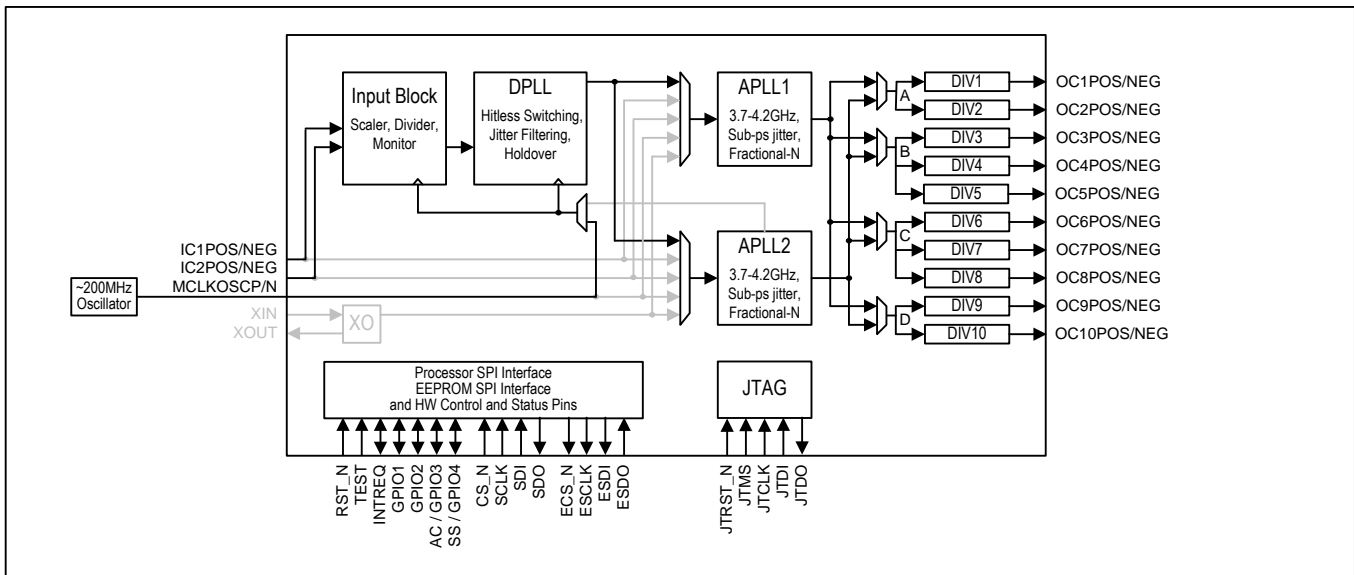 Input Block
Scaler, Divider,
Monitor
DPLL
Hitless Switching,
Jitter Filtering,
Holdover
APLL1
3.7-4.2GHz,
Sub-ps jitter,
Fractional-N
APLL2
3.7-4.2GHz,
Sub-ps jitter,
Fractional-N
A
B
C
D
DIV1
DIV2
DIV3
DIV4
DIV5
DIV6
DIV7
DIV8
DIV9
DIV10
OC1POS/NEG
OC2POS/NEG
OC3POS/NEG
OC4POS/NEG
OC5POS/NEG
OC6POS/NEG
OC7POS/NEG
OC8POS/NEG
OC9POS/NEG
OC10POS/NEG
IC1POS/NEG
IC2POS/NEG
MCLKOSCP/N
~200MHz
Oscillator
XIN
XOUT
XO
Processor SPI Interface
EEPROM SPI Interface
and HW Control and Status Pins
JTAG
RST_N
TEST
INTREQ
GPIO1
GPIO2
AC / GPIO3
SS / GPIO4
CS_N
SCLK
SDI
SDO
ECS_N
ESCLK
ESDI
ESDO
JTRST_N
JTMS
JTCLK
JTDI
JTDO